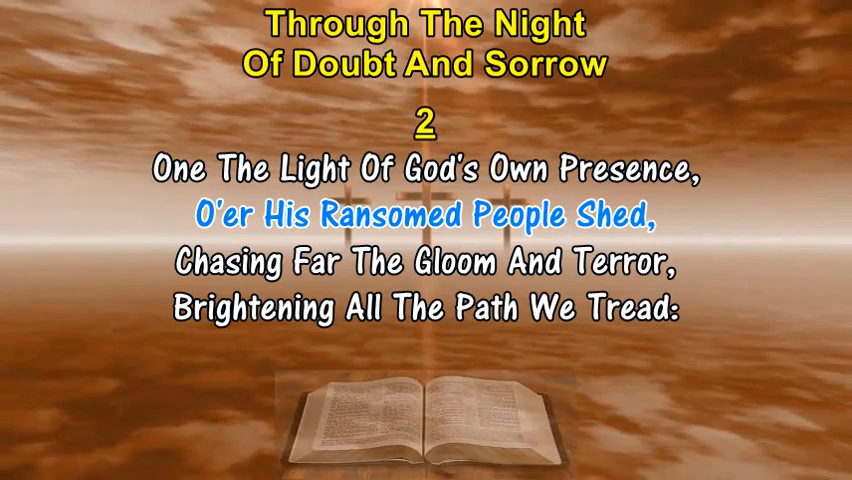 Through The Night
Of Doubt And Sorrow
2
One The Light Of God's Own Presence,
O'er His Ransomed People Shed,
Chasing Far The Gloom And Terror,
Brightening All The Path We Tread: